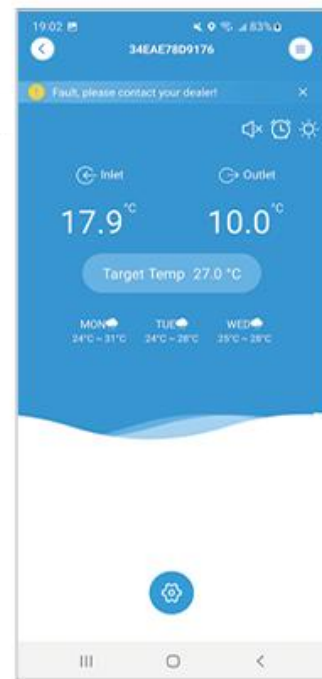 19:02 83%
34EAE78D9176
Fault, please contact your dealer! ×
Inlet Outlet
17.9°C 10.0°C
Target Temp 27.0 °C
MON TUE WED
24°C ~ 31°C 24°C ~ 28°C 25°C ~ 28°C